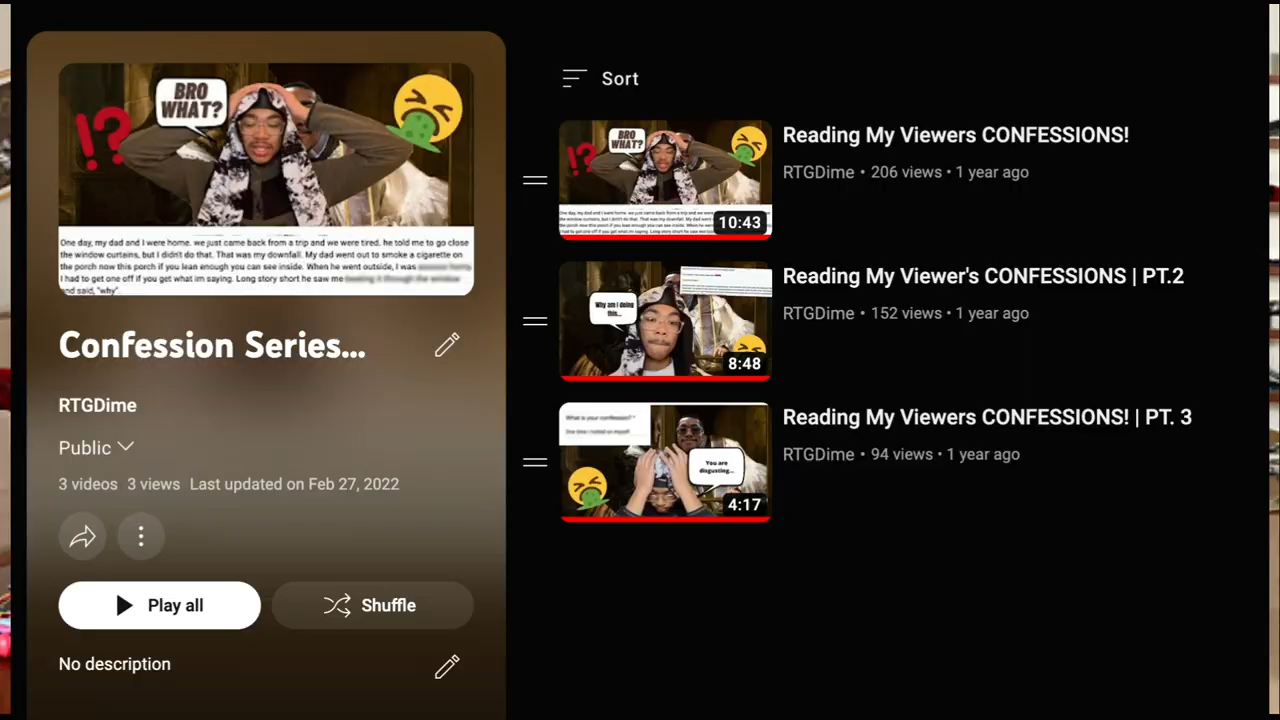 BRO
WHAT?
One day, my dad and I were home. we just came back from a trip and we were tired. he told me to go close
the window curtains, but I didn't do that. That was my downfall. My dad went out to smoke a cigarette on
the porch now this porch if you lean enough you can see inside. When he went outside, I was
I had to get one off if you get what im saying. Long story short he saw me
and said, "why".
Confession Series...
RTGDime
Public
3 videos 3 views Last updated on Feb 27, 2022
Play all
Shuffle
No description
Sort
BRO
WHAT?
10:43
Reading My Viewers CONFESSIONS!
RTGDime • 206 views • 1 year ago
Why am I doing
this...
8:48
Reading My Viewer's CONFESSIONS | PT.2
RTGDime • 152 views • 1 year ago
What is your confession? *
You are
disgusting...
4:17
Reading My Viewers CONFESSIONS! | PT. 3
RTGDime • 94 views • 1 year ago